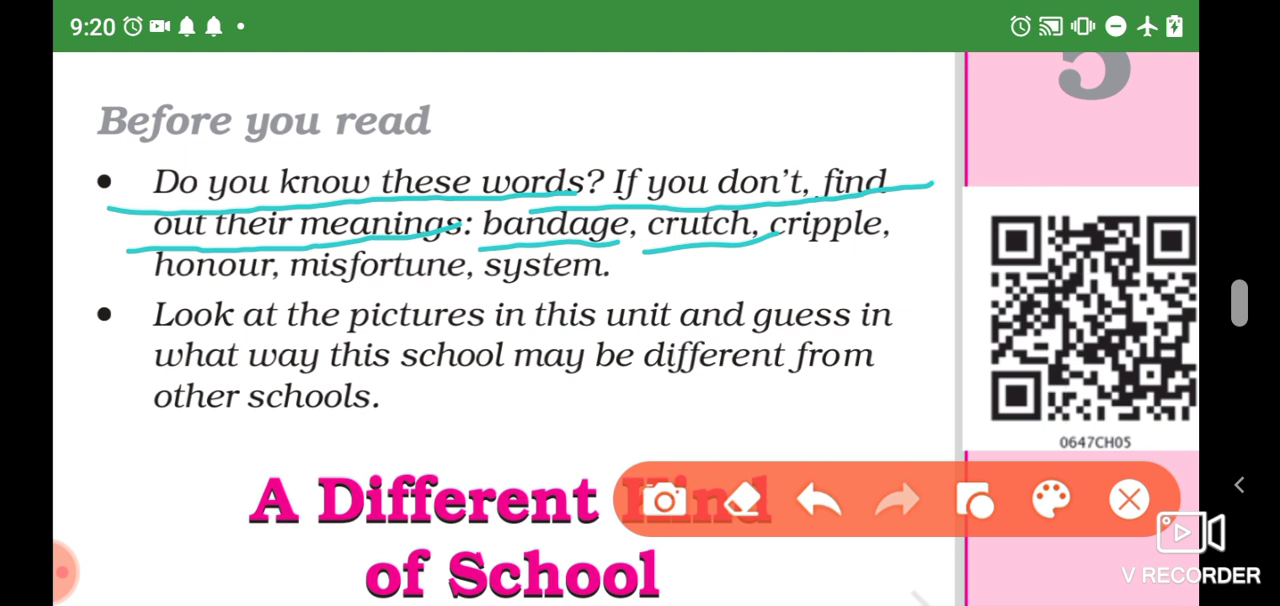 9:20
5
Before you read
• Do you know these words? If you don't, find
out their meanings: bandage, crutch, cripple,
honour, misfortune, system.
• Look at the pictures in this unit and guess in
what way this school may be different from
other schools.
0647CH05
A Different Kind
of School
V RECORDER